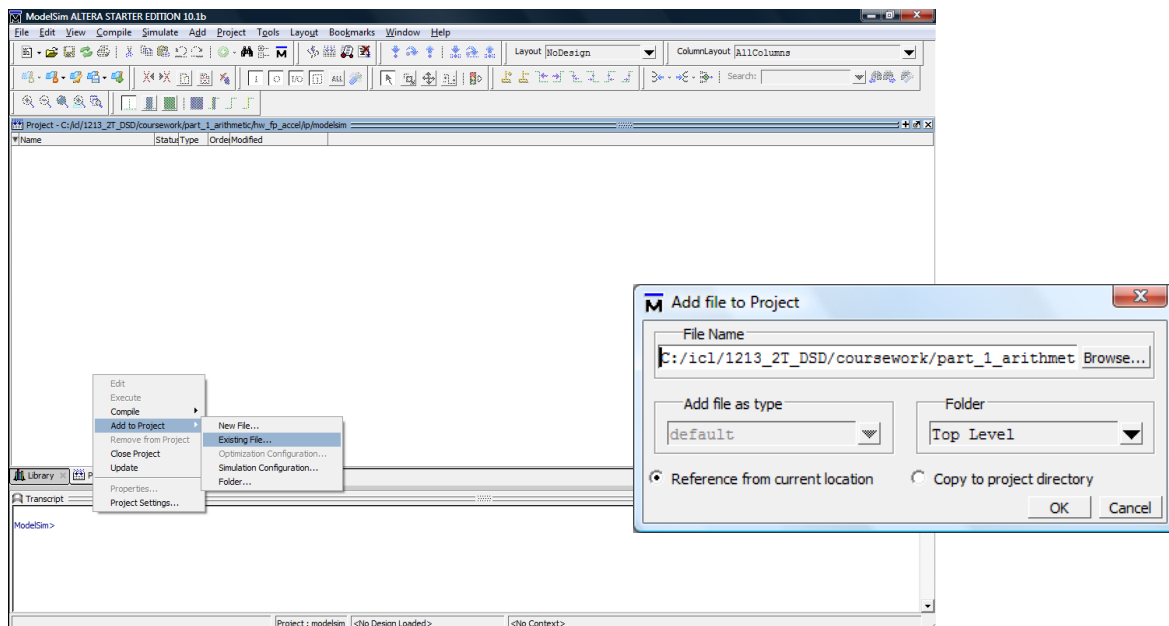 ModelSim ALTERA STARTER EDITION 10.1b
File Edit View Compile Simulate Add Project Tools Layout Bookmarks Window Help
Layout NoDesign ColumnLayout AllColumns
Search:
Project - C:/icl/1213_2T_DSD/coursework/part_1_arithmetic/hw_fp_accel/ip/modelsim
Name Status Type Order Modified
Edit
Execute
Compile
Add to Project
Remove from Project
Close Project
Update
Properties...
Project Settings...
New File...
Existing File...
Optimization Configuration...
Simulation Configuration...
Folder...
Library P
Transcript
ModelSim>
Project : modelsim <No Design Loaded> <No Context>
Add file to Project
File Name
C:/icl/1213_2T_DSD/coursework/part_1_arithmet Browse...
Add file as type
default
Folder
Top Level
Reference from current location Copy to project directory
OK Cancel